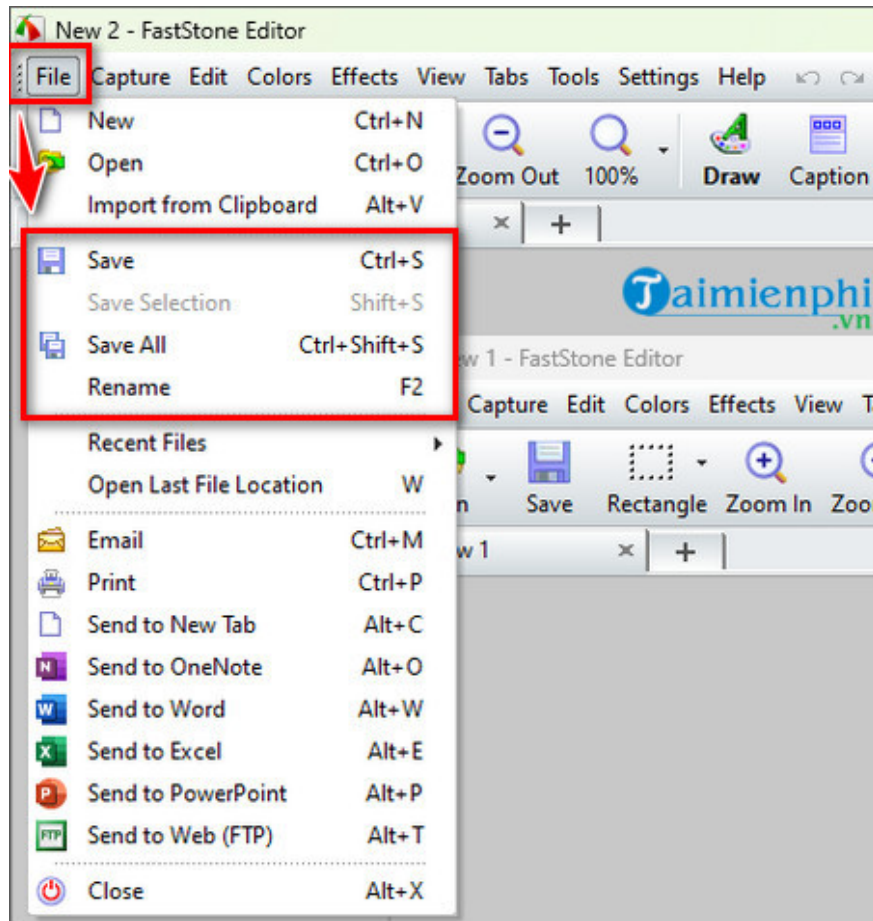 New 2 - FastStone Editor
File Capture Edit Colors Effects View Tabs Tools Settings Help
New Ctrl+N
Open Ctrl+O
Import from Clipboard Alt+V
Zoom Out 100% Draw Caption
Save Ctrl+S
Save Selection Shift+S
Save All Ctrl+Shift+S
Rename F2
Recent Files
Open Last File Location W
Email Ctrl+M
Print Ctrl+P
Send to New Tab Alt+C
Send to OneNote Alt+O
Send to Word Alt+W
Send to Excel Alt+E
Send to PowerPoint Alt+P
Send to Web (FTP) Alt+T
Close Alt+X
Taimienphi
.vn
w 1 - FastStone Editor
Capture Edit Colors Effects View T
n Save Rectangle Zoom In Zoo
w 1